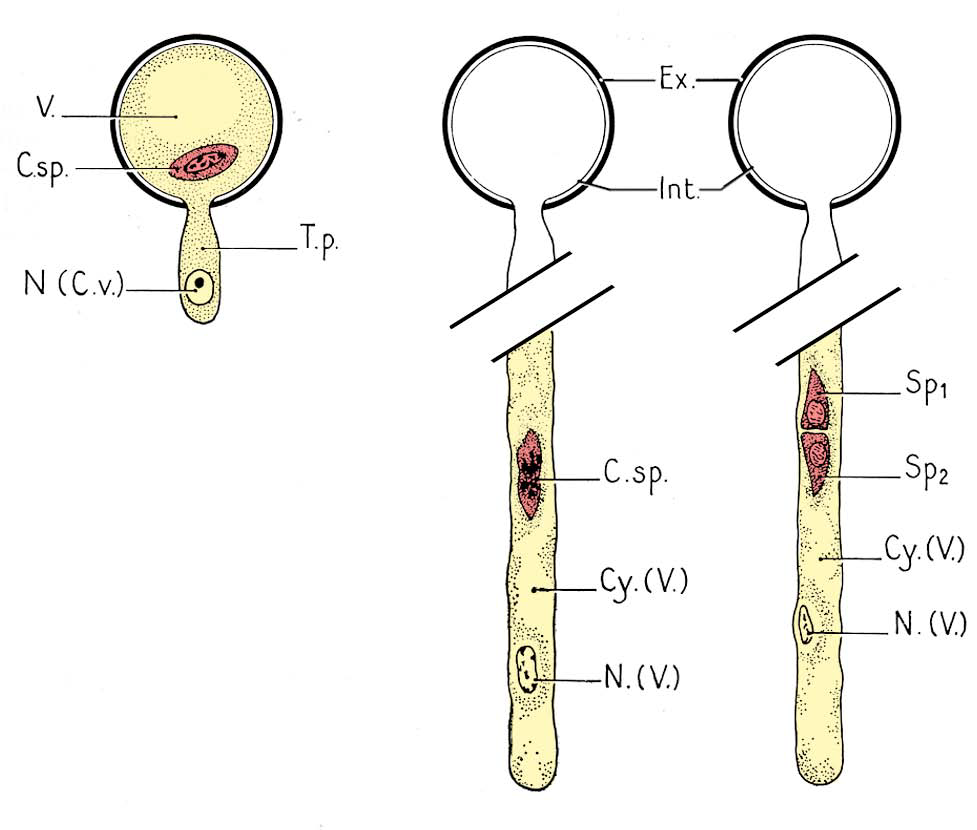 V.
C.sp.
T.p.
N (C.v.)
Ex.
Int.
C.sp.
Cy.(V.)
N.(V.)
Sp1
Sp2
Cy.(V.)
N.(V.)